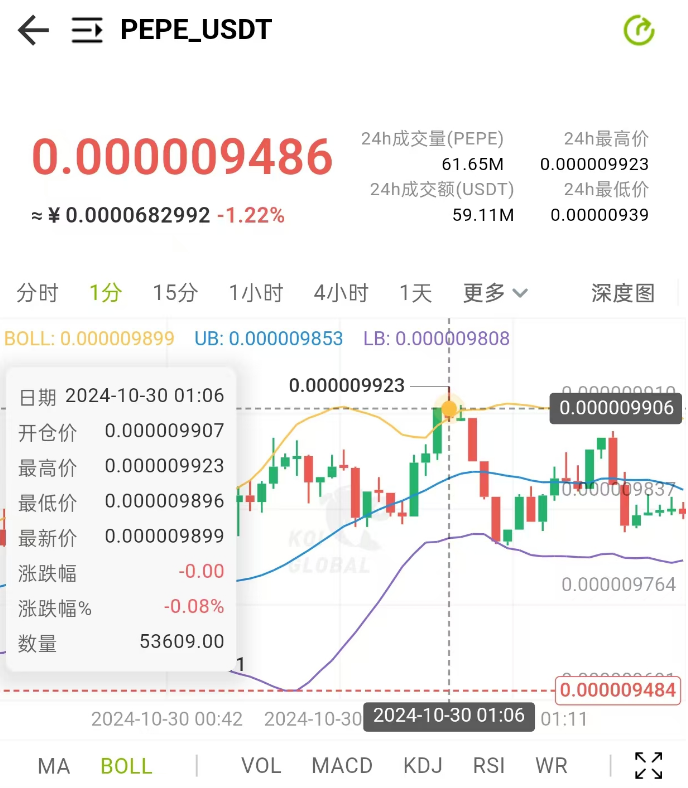 PEPE_USDT
0.000009486
≈￥0.0000682992 -1.22%
24h成交量(PEPE)
61.65M
24h最高价
0.000009923
24h成交额(USDT)
59.11M
24h最低价
0.00000939
分时 1分 15分 1小时 4小时 1天 更多 深度图
BOLL: 0.000009899 UB: 0.000009853 LB: 0.000009808
日期 2024-10-30 01:06
开仓价 0.000009907
最高价 0.000009923
最低价 0.000009896
最新价 0.000009899
涨跌幅 -0.00
涨跌幅% -0.08%
数量 53609.00
0.000009923
0.000009906
0.000009837
GLOBAL
0.000009764
0.000009484
2024-10-30 00:42 2024-10-30 2024-10-30 01:06 01:11
MA BOLL VOL MACD KDJ RSI WR